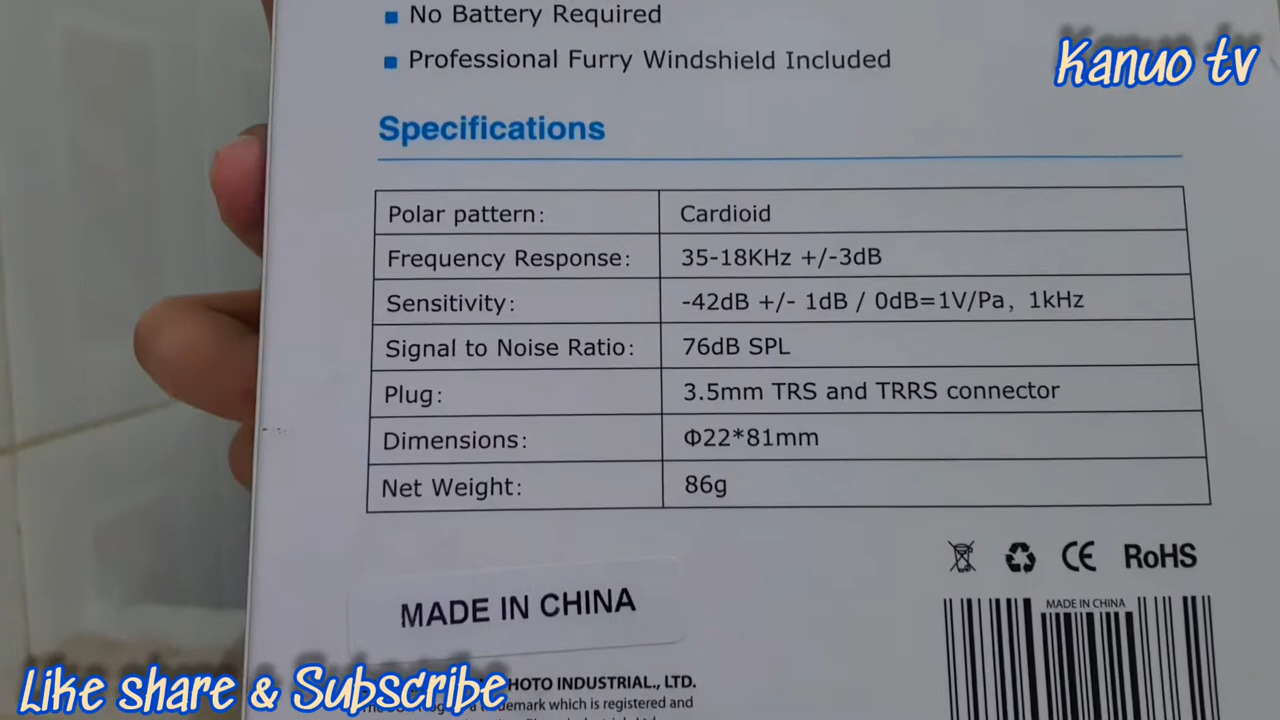 No Battery Required
Professional Furry Windshield Included
Kanuo tv
Specifications
Polar pattern: Cardioid
Frequency Response: 35-18KHz +/-3dB
Sensitivity: -42dB +/- 1dB / 0dB=1V/Pa, 1kHz
Signal to Noise Ratio: 76dB SPL
Plug: 3.5mm TRS and TRRS connector
Dimensions: Φ22*81mm
Net Weight: 86g
CE RoHS
MADE IN CHINA
MADE IN CHINA
Like share & Subscribe
INDUSTRIAL., LTD.
which is registered and